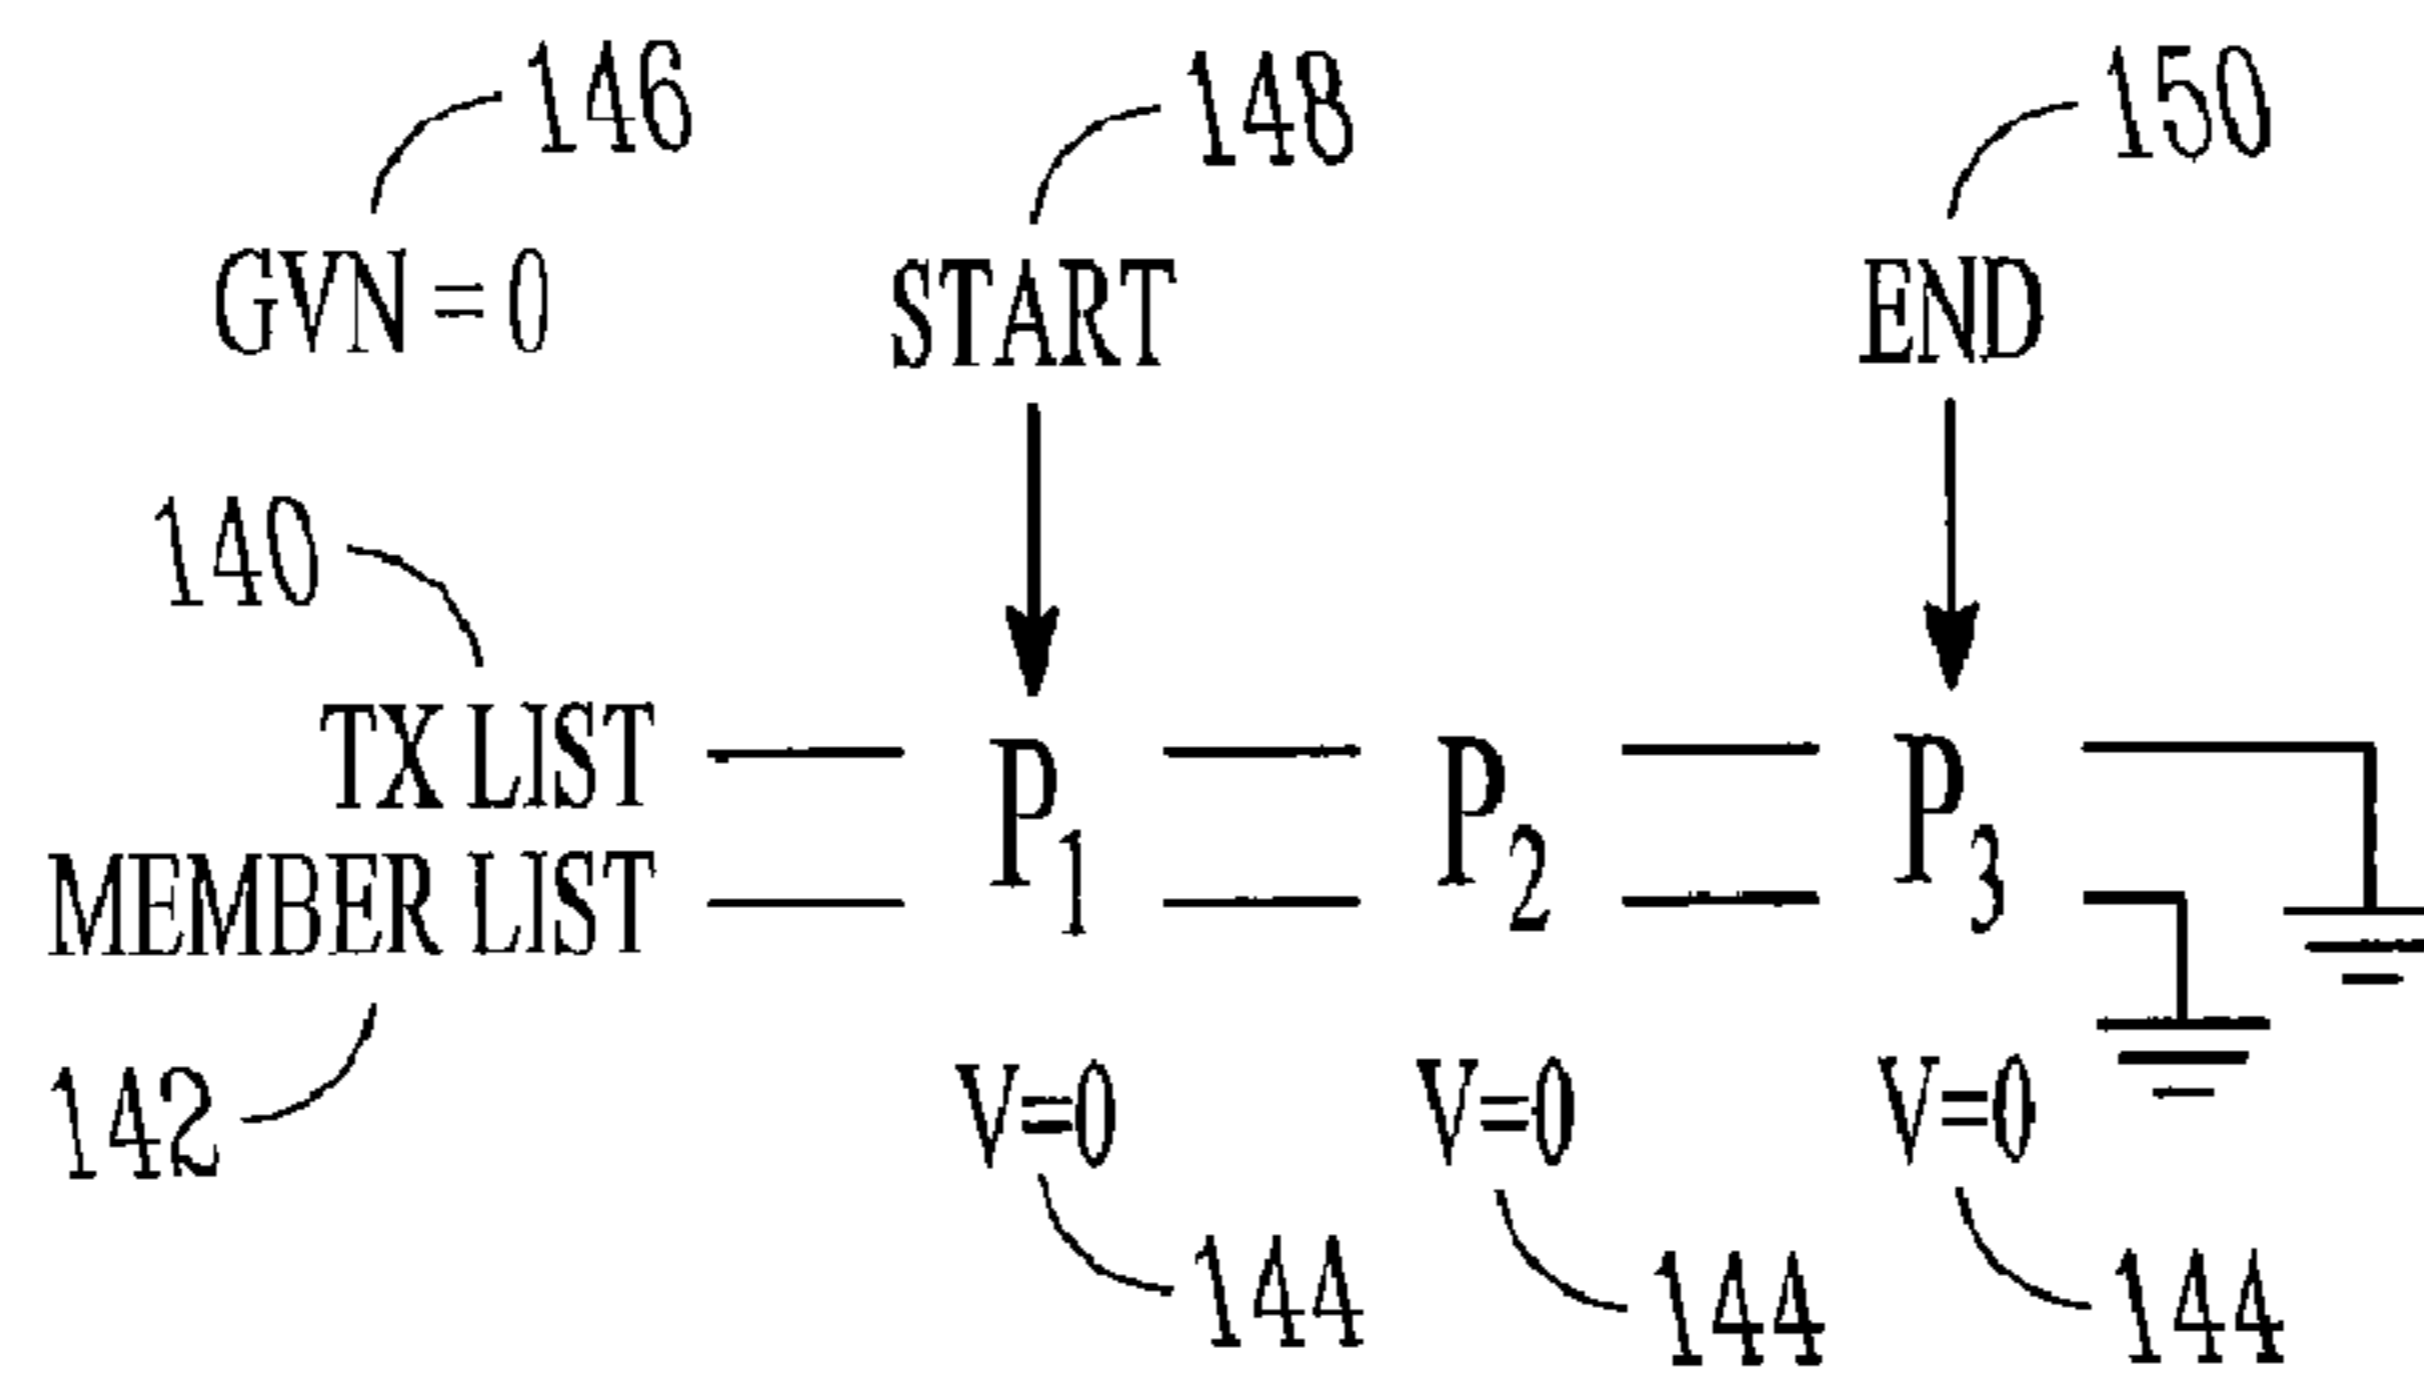 146 148 150
GVN = 0 START END
140
TX LIST
P1 P2 P3
MEMBER LIST
142
V=0 V=0 V=0
144 144 144